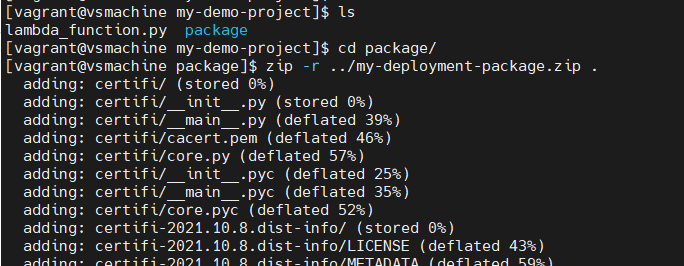 [vagrant@vsmachine my-demo-project]$ ls
lambda_function.py  package
[vagrant@vsmachine my-demo-project]$ cd package/
[vagrant@vsmachine package]$ zip -r ../my-deployment-package.zip .
  adding: certifi/ (stored 0%)
  adding: certifi/__init__.py (stored 0%)
  adding: certifi/__main__.py (deflated 39%)
  adding: certifi/cacert.pem (deflated 46%)
  adding: certifi/core.py (deflated 57%)
  adding: certifi/__init__.pyc (deflated 25%)
  adding: certifi/__main__.pyc (deflated 35%)
  adding: certifi/core.pyc (deflated 52%)
  adding: certifi-2021.10.8.dist-info/ (stored 0%)
  adding: certifi-2021.10.8.dist-info/LICENSE (deflated 43%)
  adding: certifi-2021.10.8.dist-info/METADATA (deflated 59%)